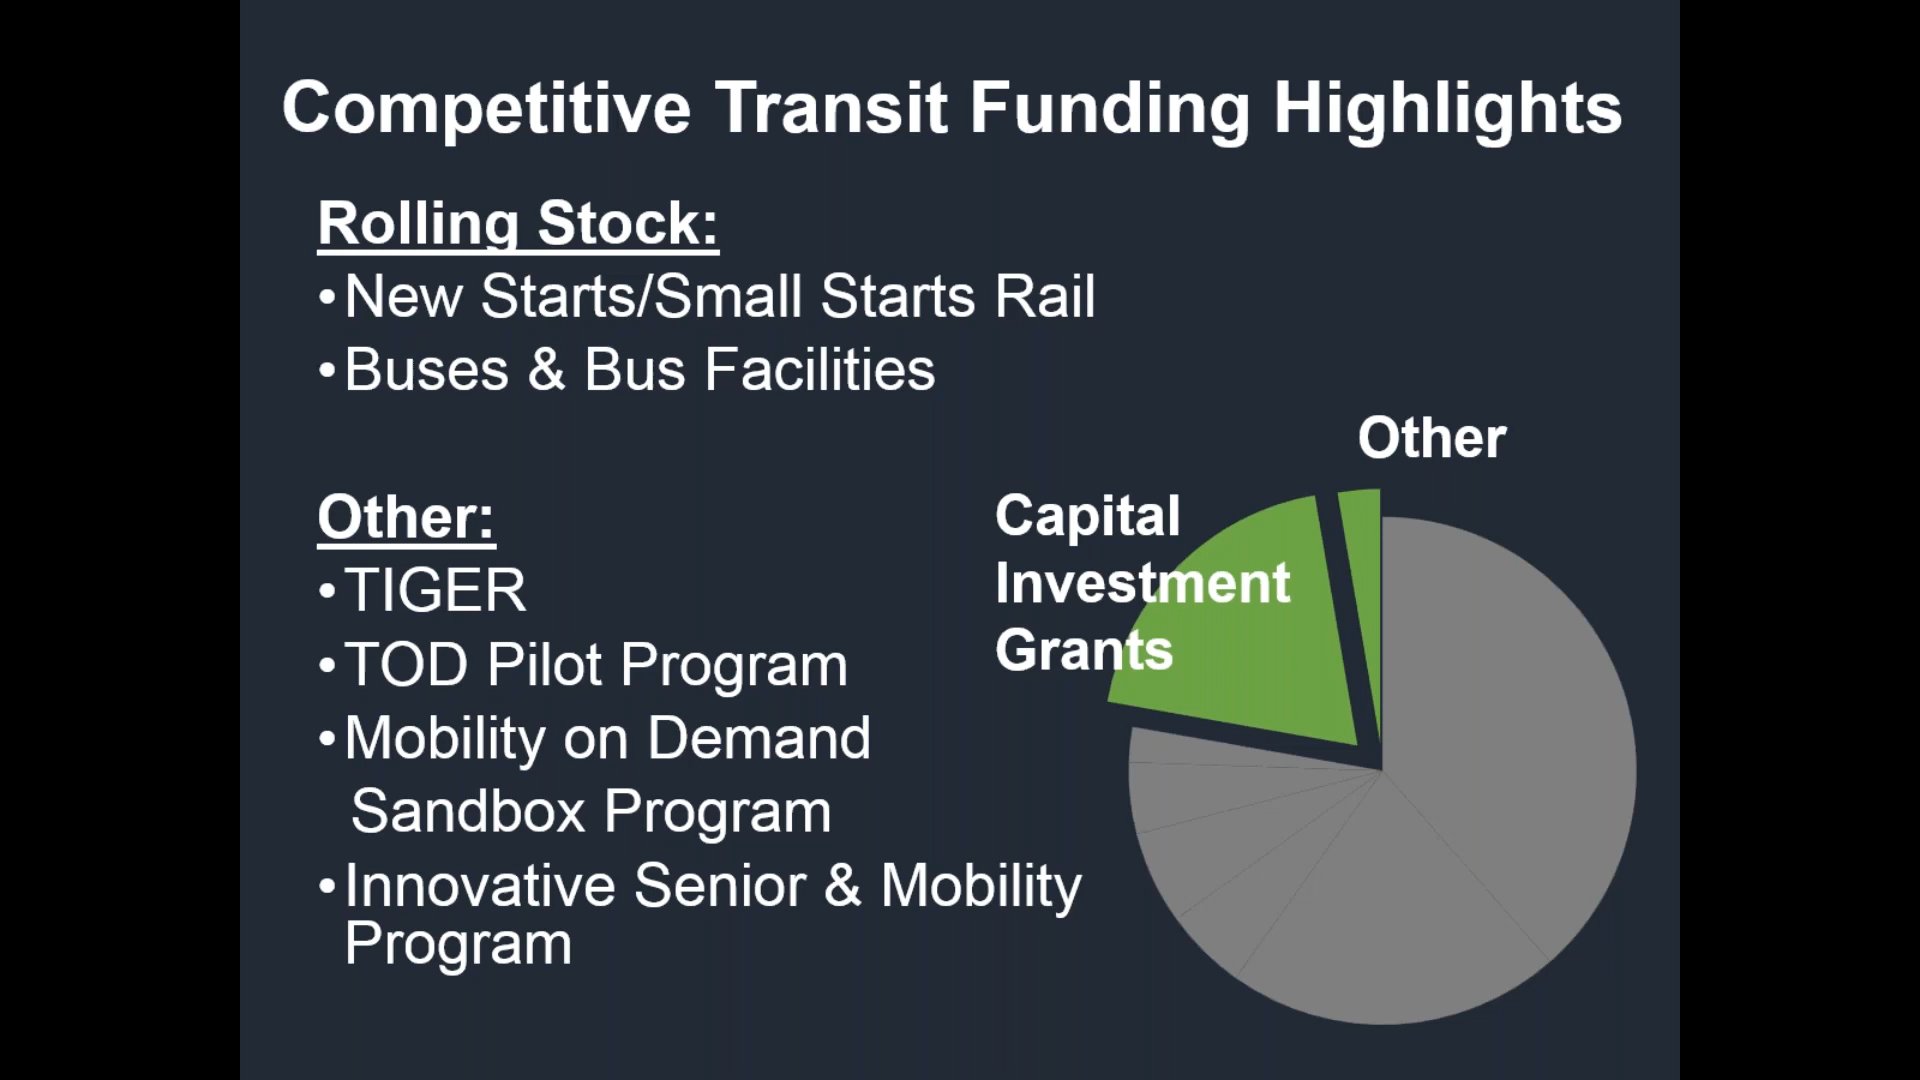 Competitive Transit Funding Highlights
Rolling Stock:
•New Starts/Small Starts Rail
•Buses & Bus Facilities
Other:
•TIGER
•TOD Pilot Program
•Mobility on Demand
Sandbox Program
•Innovative Senior & Mobility
Program
Other
Capital
Investment
Grants